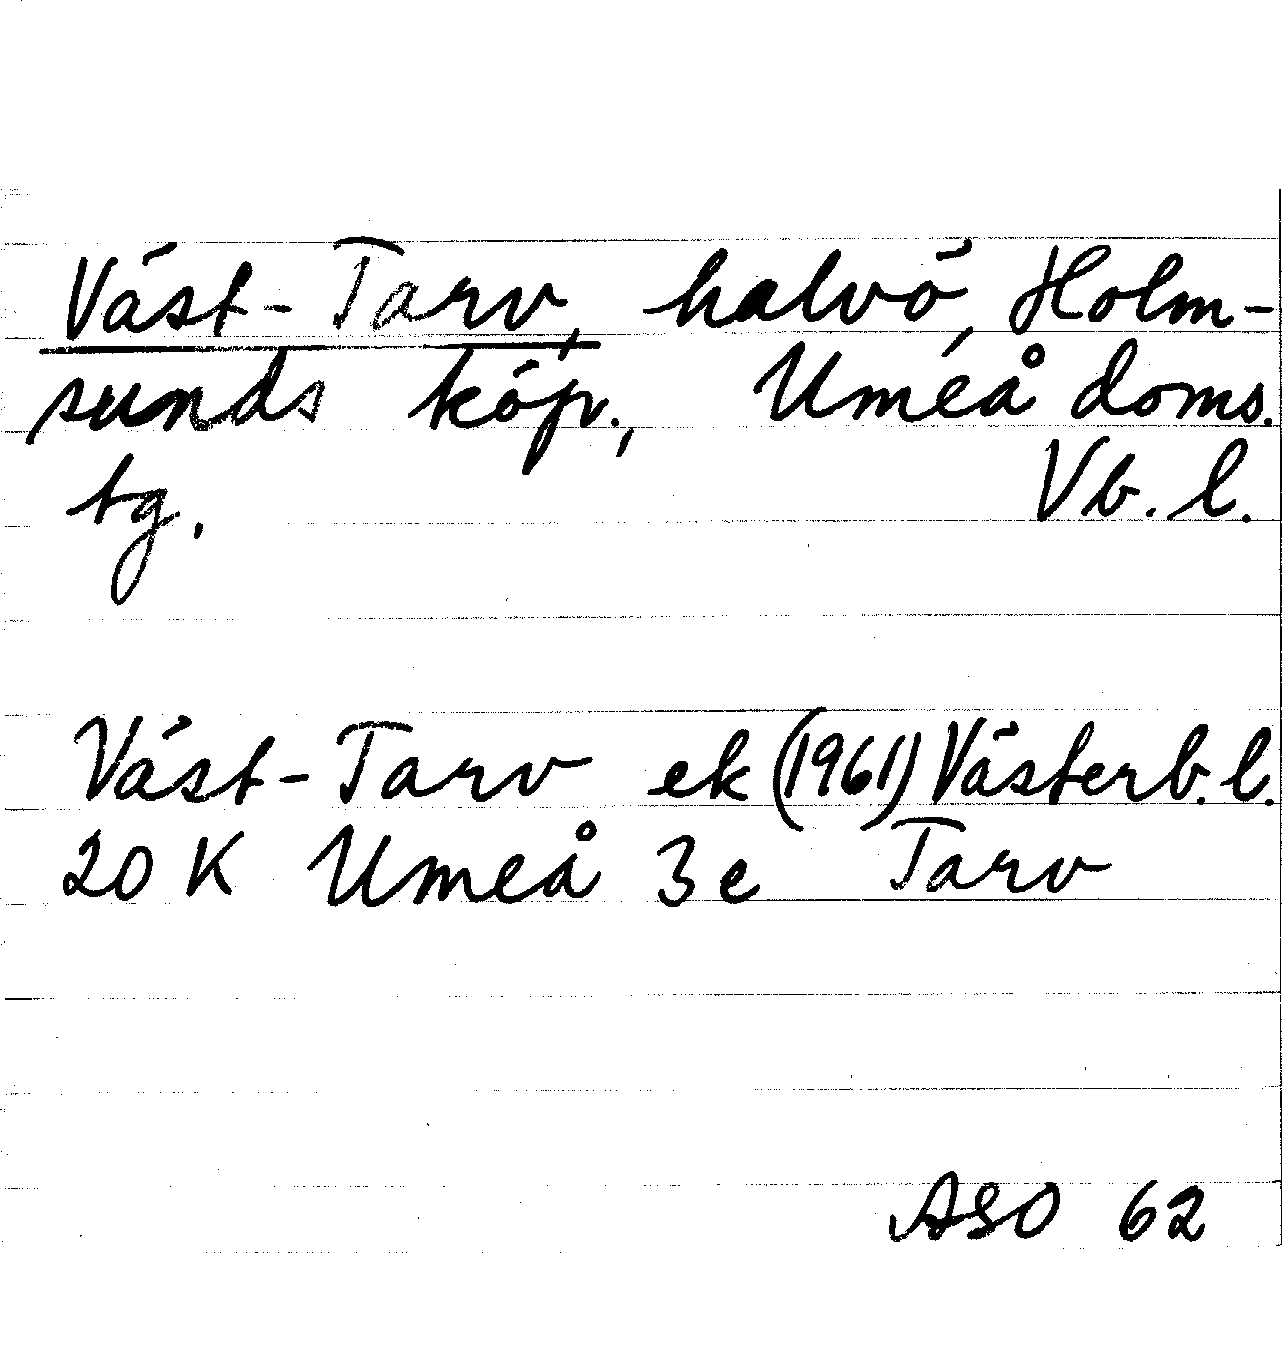 Väst-Tarv, halvö, Holm-
sunds köp., Umeå doms.
tg. Vb. l.
Väst-Tarv ek (1961) Västerb. l.
20 K Umeå 3e Tarv
ASO 62